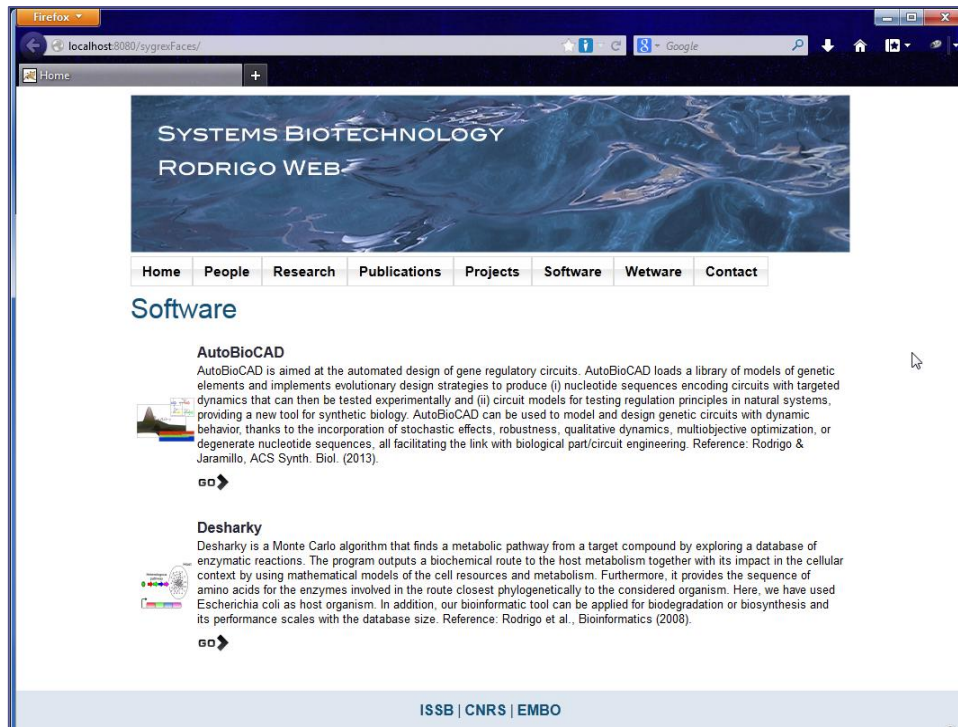 Firefox
localhost:8080/sygrexFaces/
Google
Home
SYSTEMS BIOTECHNOLOGY
RODRIGO WEB
Home People Research Publications Projects Software Wetware Contact
Software
AutoBioCAD
AutoBioCAD is aimed at the automated design of gene regulatory circuits. AutoBioCAD loads a library of models of genetic
elements and implements evolutionary design strategies to produce (i) nucleotide sequences encoding circuits with targeted
dynamics that can then be tested experimentally and (ii) circuit models for testing regulation principles in natural systems,
providing a new tool for synthetic biology. AutoBioCAD can be used to model and design genetic circuits with dynamic
behavior, thanks to the incorporation of stochastic effects, robustness, qualitative dynamics, multiobjective optimization, or
degenerate nucleotide sequences, all facilitating the link with biological part/circuit engineering. Reference: Rodrigo &
Jaramillo, ACS Synth. Biol. (2013).
GO
Desharky
Desharky is a Monte Carlo algorithm that finds a metabolic pathway from a target compound by exploring a database of
enzymatic reactions. The program outputs a biochemical route to the host metabolism together with its impact in the cellular
context by using mathematical models of the cell resources and metabolism. Furthermore, it provides the sequence of
amino acids for the enzymes involved in the route closest phylogenetically to the considered organism. Here, we have used
Escherichia coli as host organism. In addition, our bioinformatic tool can be applied for biodegradation or biosynthesis and
its performance scales with the database size. Reference: Rodrigo et al., Bioinformatics (2008).
GO
ISSB | CNRS | EMBO